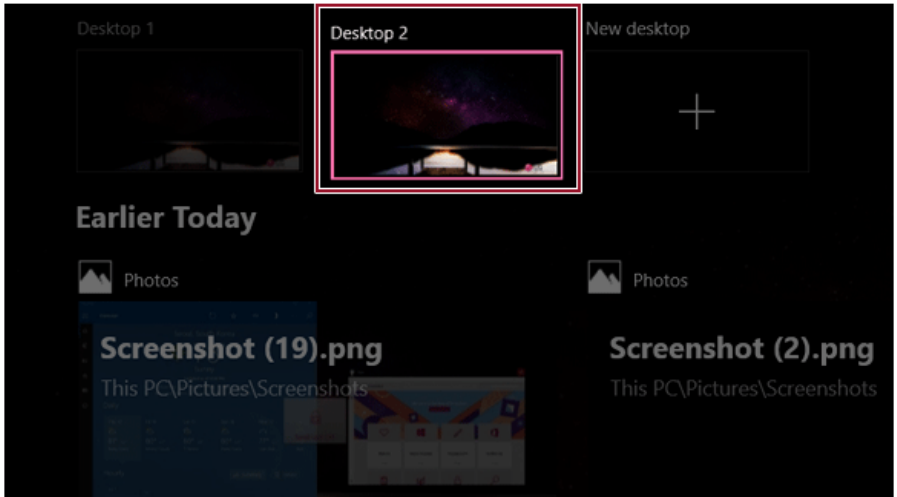 Desktop 1
Desktop 2
New desktop
Earlier Today
Photos
Photos
Screenshot (19).png
Screenshot (2).png
This PC\Pictures\Screenshots
This PC\Pictures\Screenshots